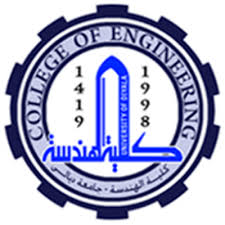 COLLEGE OF ENGINEERING
1419
1998
UNIVERSITY OF DIYALA
كلية الهندسة
كلية الهندسة - جامعة ديالى